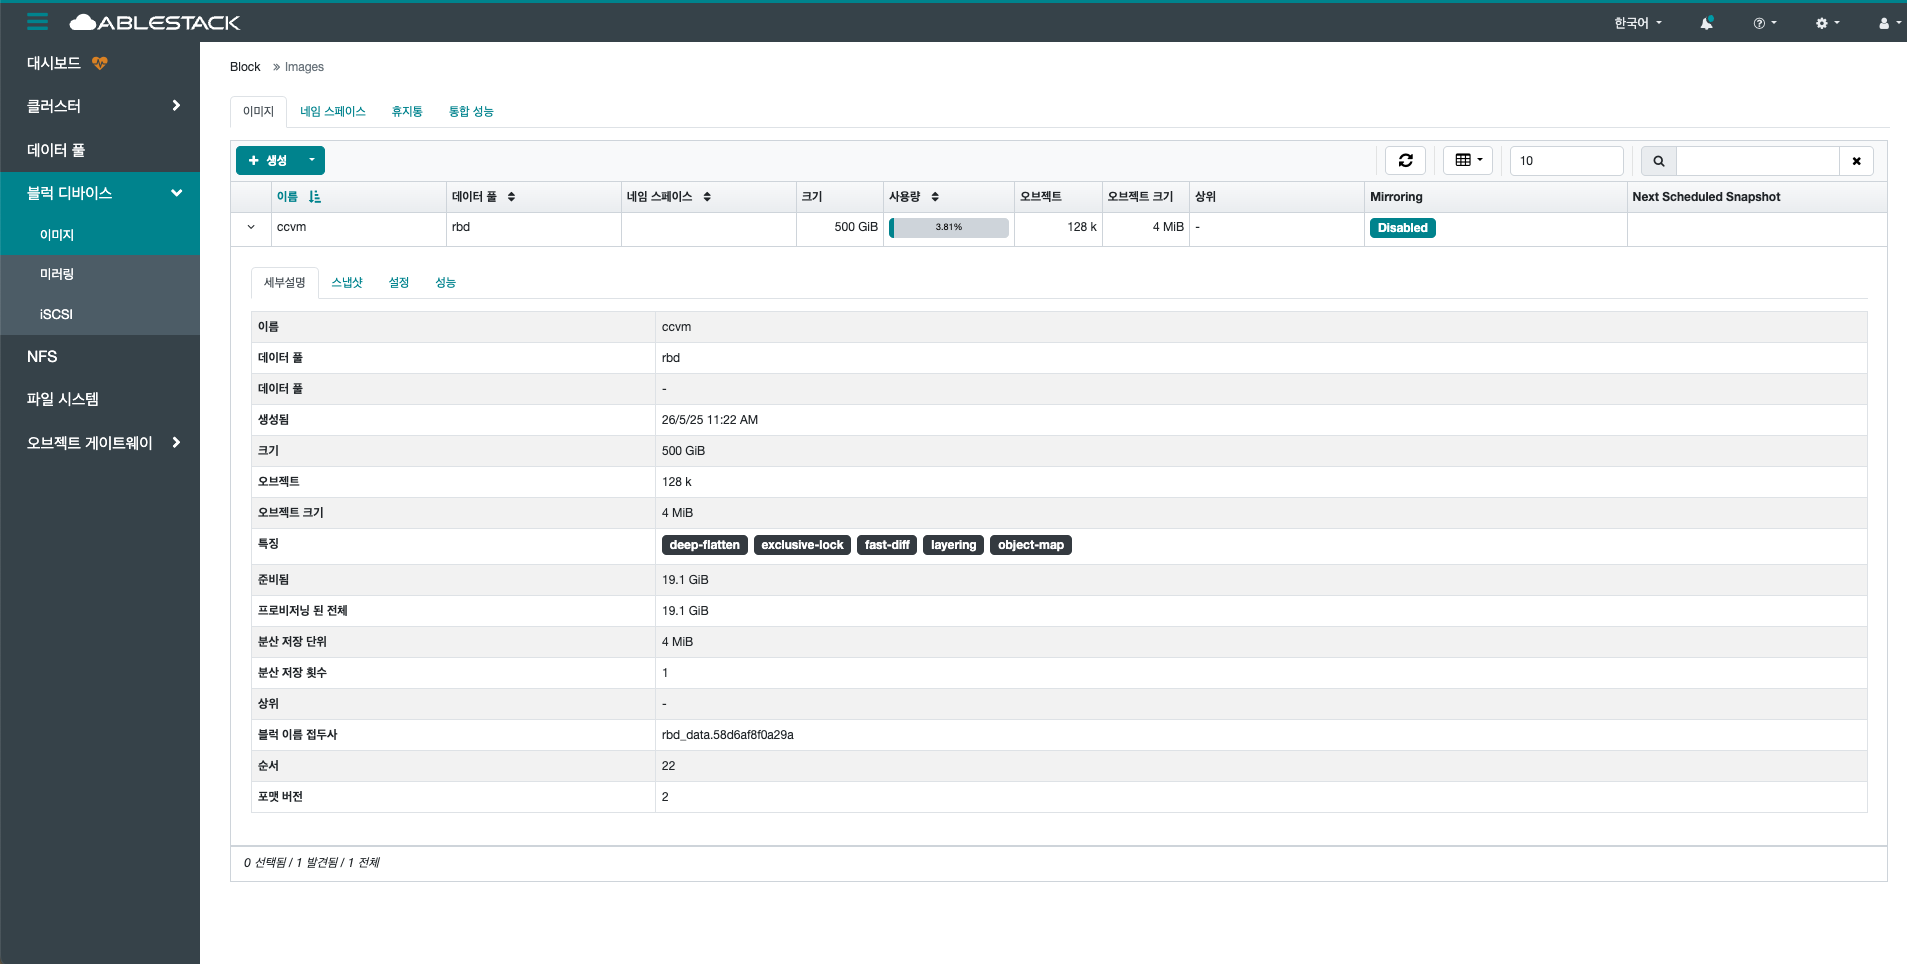 ABLESTACK
한국어
대시보드
클러스터
데이터 풀
블럭 디바이스
이미지
미러링
iSCSI
NFS
파일 시스템
오브젝트 게이트웨이
Block » Images
이미지 네임 스페이스 휴지통 통합 성능
+ 생성 10
이름 데이터 풀 네임 스페이스 크기 사용량 오브젝트 오브젝트 크기 상위 Mirroring Next Scheduled Snapshot
ccvm rbd 500 GiB 3.81% 128 k 4 MiB - Disabled
세부설명 스냅샷 설정 성능
이름 ccvm
데이터 풀 rbd
데이터 풀 -
생성됨 26/5/25 11:22 AM
크기 500 GiB
오브젝트 128 k
오브젝트 크기 4 MiB
특징 deep-flatten exclusive-lock fast-diff layering object-map
준비됨 19.1 GiB
프로비저닝 된 전체 19.1 GiB
분산 저장 단위 4 MiB
분산 저장 횟수 1
상위 -
블럭 이름 접두사 rbd_data.58d6af8f0a29a
순서 22
포맷 버전 2
0 선택됨 / 1 발견됨 / 1 전체